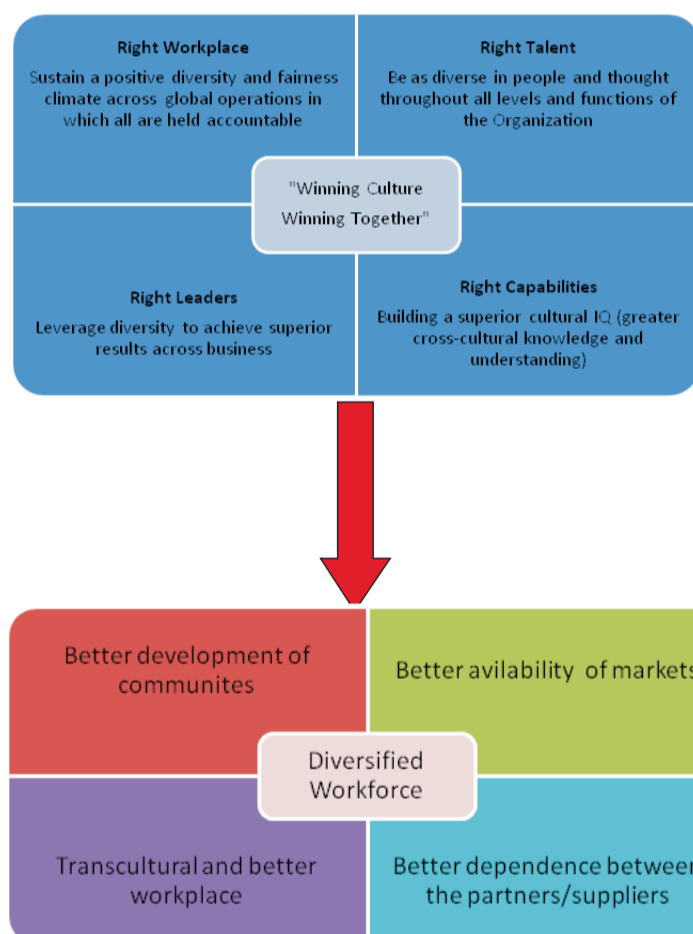 Right Workplace
Sustain a positive diversity and fairness
climate across global operations in
which all are held accountable
Right Talent
Be as diverse in people and thought
throughout all levels and functions of
the Organization
"Winning Culture
Winning Together"
Right Leaders
Leverage diversity to achieve superior
results across business
Right Capabilities
Building a superior cultural IQ (greater
cross-cultural knowledge and
understanding)
Better development of
communites
Better avilability of markets
Diversified
Workforce
Transcultural and better
workplace
Better dependence between
the partners/suppliers